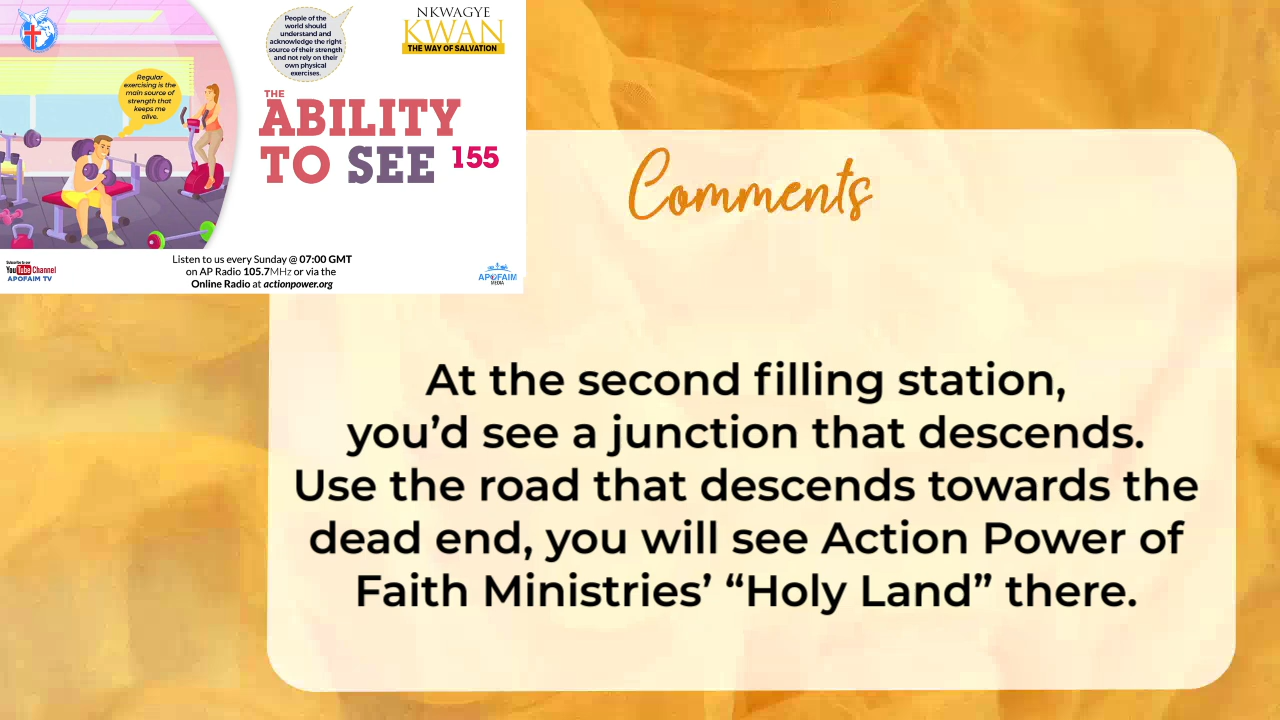 People of the
world should
understand and
acknowledge the right
source of their strength
and not rely on their
own physical
exercises.
NKWAGYE
KWAN
THE WAY OF SALVATION
Regular
exercising is the
main source of
strength that
keeps me
alive.
THE
ABILITY
TO SEE 155
Listen to us every Sunday @ 07:00 GMT
on AP Radio 105.7MHz or via the
Online Radio at actionpower.org
Subscribe to our
YouTube Channel
APOFAIM TV
APOFAIM
MEDIA
Comments
At the second filling station,
you’d see a junction that descends.
Use the road that descends towards the
dead end, you will see Action Power of
Faith Ministries’ “Holy Land” there.